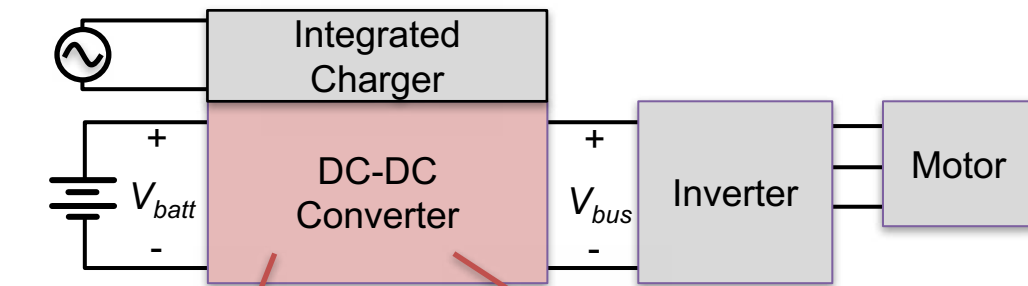 Integrated
Charger
+
V_batt
-
DC-DC
Converter
+
V_bus
-
Inverter
Motor